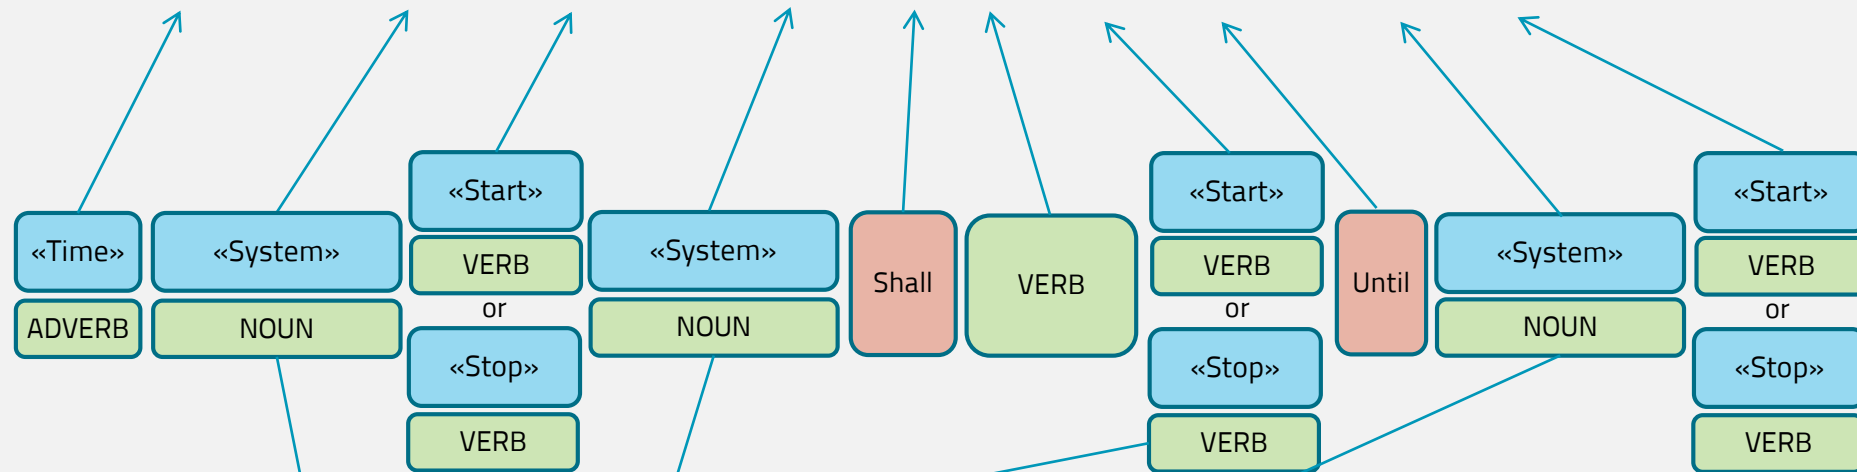 «Time»
ADVERB
«System»
NOUN
«Start»
VERB
or
«Stop»
VERB
«System»
NOUN
Shall
VERB
«Start»
VERB
or
«Stop»
VERB
Until
«System»
NOUN
«Start»
VERB
or
«Stop»
VERB